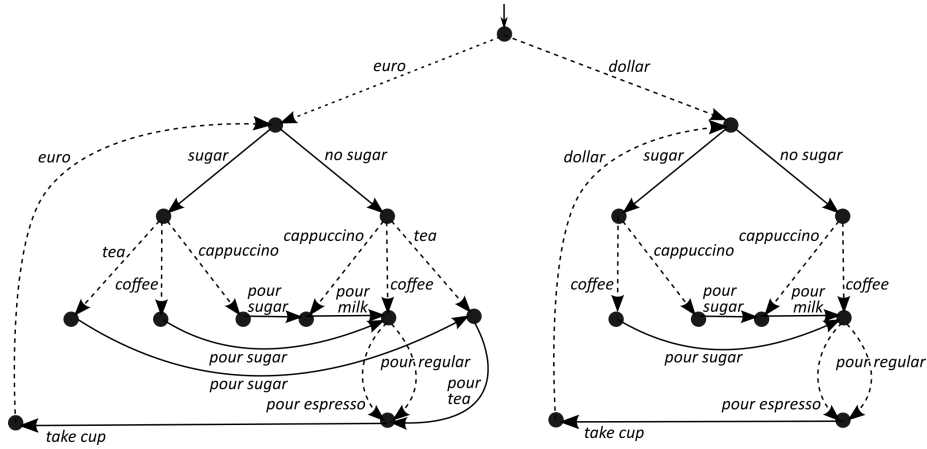 euro
dollar
euro
sugar
no sugar
dollar
sugar
no sugar
tea
coffee
cappuccino
cappuccino
tea
coffee
coffee
cappuccino
cappuccino
coffee
pour
sugar
pour
milk
pour
sugar
pour
milk
pour sugar
pour sugar
pour regular
pour
tea
pour sugar
pour regular
pour espresso
pour espresso
take cup
take cup